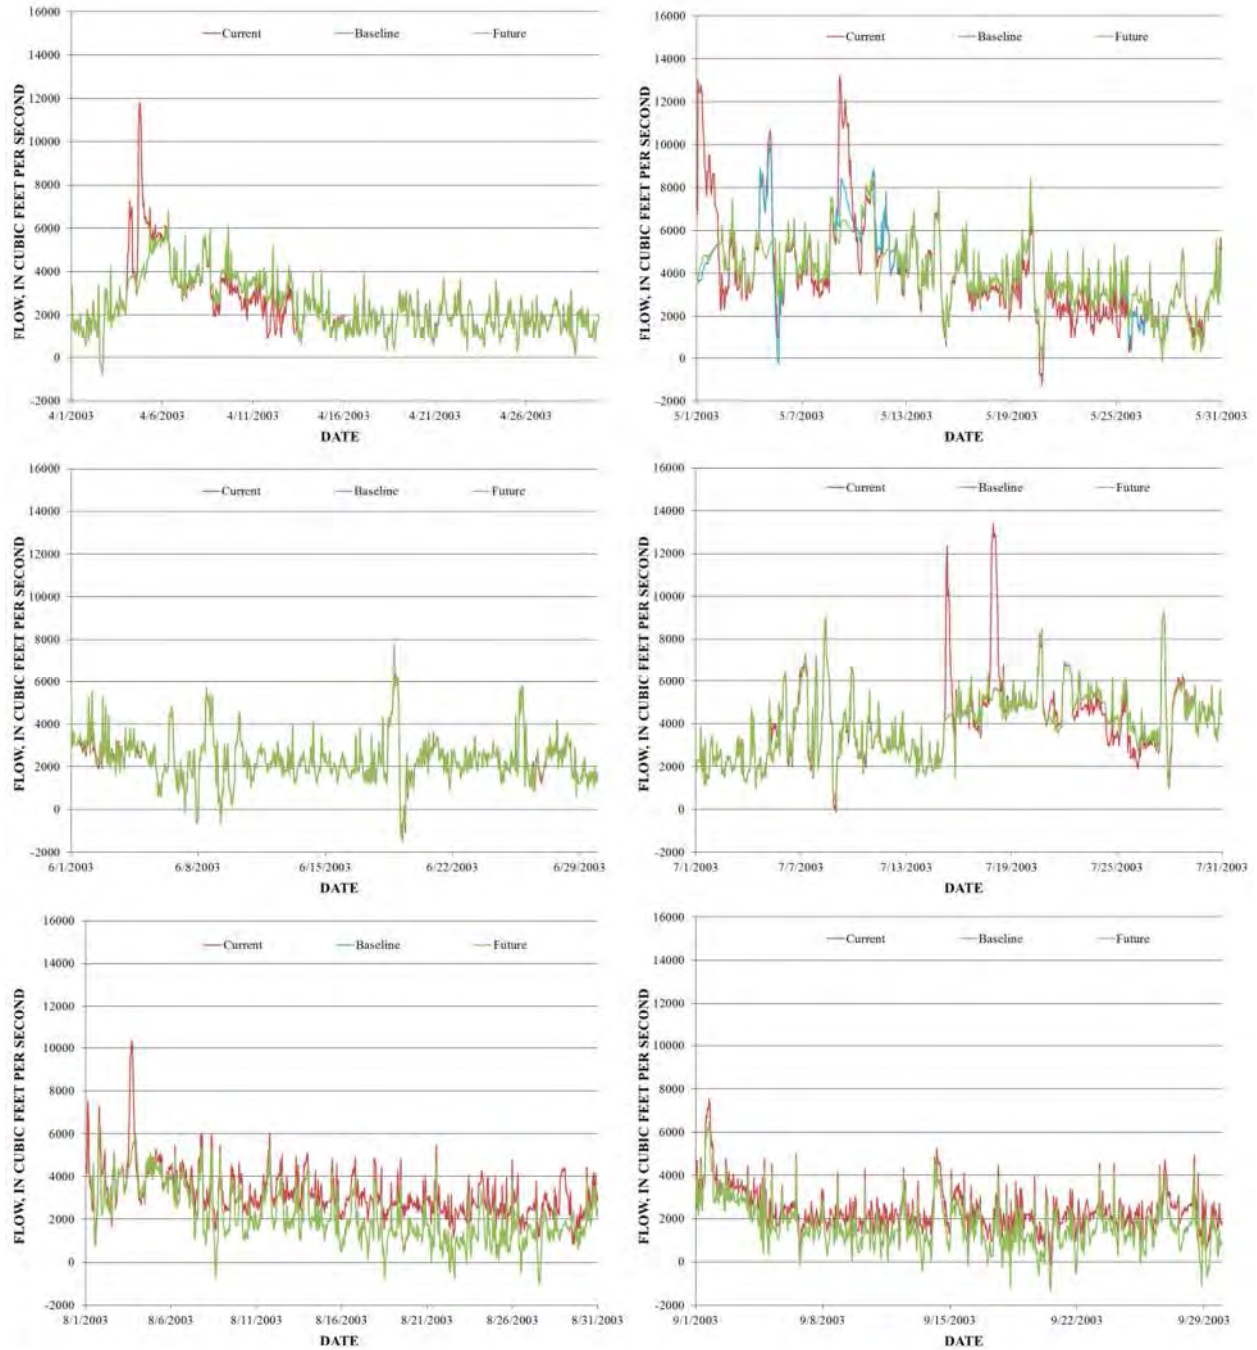 16000
14000
12000
10000
8000
6000
4000
2000
0
-2000
FLOW, IN CUBIC FEET PER SECOND
Current Baseline Future
4/1/2003 4/6/2003 4/11/2003 4/16/2003 4/21/2003 4/26/2003
DATE
16000
14000
12000
10000
8000
6000
4000
2000
0
-2000
FLOW, IN CUBIC FEET PER SECOND
Current Baseline Future
5/1/2003 5/7/2003 5/13/2003 5/19/2003 5/25/2003 5/31/2003
DATE
16000
14000
12000
10000
8000
6000
4000
2000
0
-2000
FLOW, IN CUBIC FEET PER SECOND
Current Baseline Future
6/1/2003 6/8/2003 6/15/2003 6/22/2003 6/29/2003
DATE
16000
14000
12000
10000
8000
6000
4000
2000
0
-2000
FLOW, IN CUBIC FEET PER SECOND
Current Baseline Future
7/1/2003 7/7/2003 7/13/2003 7/19/2003 7/25/2003 7/31/2003
DATE
16000
14000
12000
10000
8000
6000
4000
2000
0
-2000
FLOW, IN CUBIC FEET PER SECOND
Current Baseline Future
8/1/2003 8/6/2003 8/11/2003 8/16/2003 8/21/2003 8/26/2003 8/31/2003
DATE
16000
14000
12000
10000
8000
6000
4000
2000
0
-2000
FLOW, IN CUBIC FEET PER SECOND
Current Baseline Future
9/1/2003 9/8/2003 9/15/2003 9/22/2003 9/29/2003
DATE